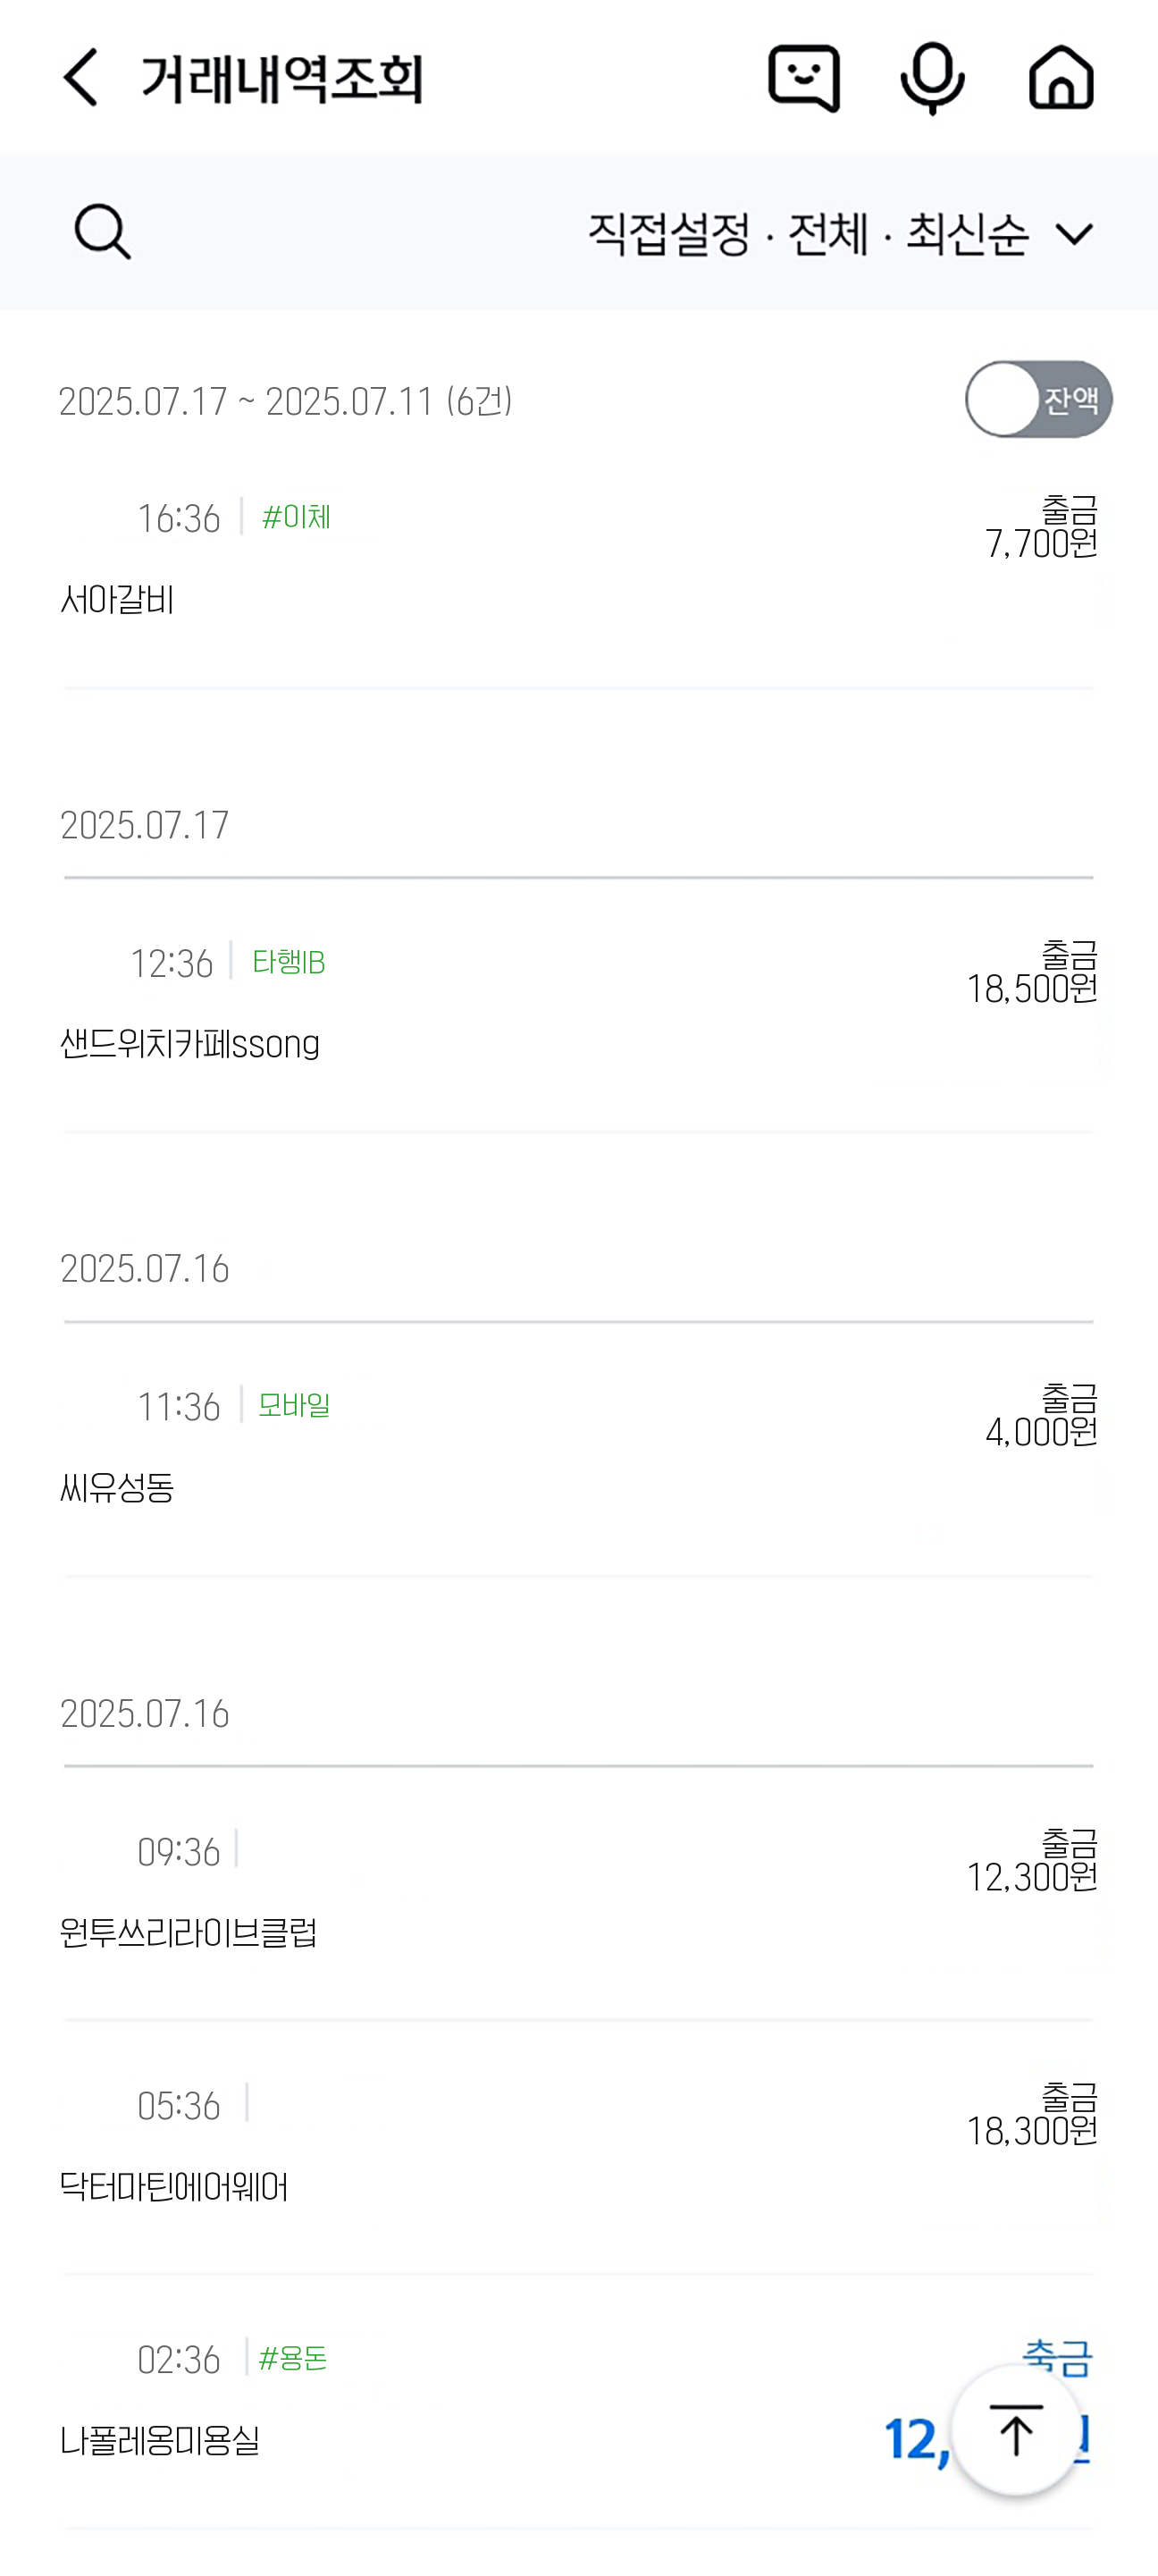 거래내역조회
직접설정 · 전체 · 최신순
2025.07.17 ~ 2025.07.11 (6건)
잔액
16:36 #이체
출금
7,700원
서아갈비
2025.07.17
12:36 타행IB
출금
18,500원
샌드위치카페ssong
2025.07.16
11:36 모바일
출금
4,000원
씨유성동
2025.07.16
09:36
출금
12,300원
원투쓰리라이브클럽
05:36
출금
18,300원
닥터마틴에어웨어
02:36 #용돈
나폴레옹미용실
12,